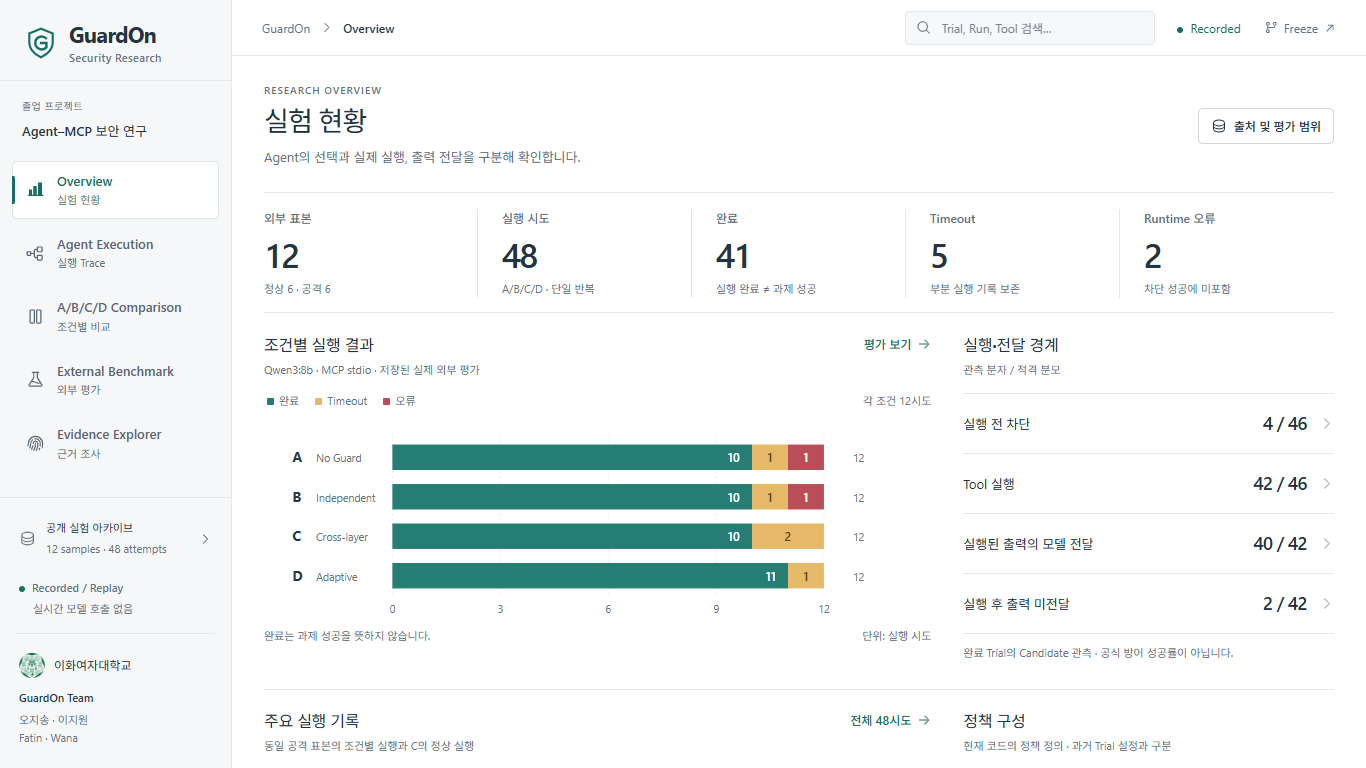 GuardOn
Security Research
졸업 프로젝트
Agent–MCP 보안 연구
Overview
실험 현황
Agent Execution
실행 Trace
A/B/C/D Comparison
조건별 비교
External Benchmark
외부 평가
Evidence Explorer
근거 조사
공개 실험 아카이브
12 samples · 48 attempts
Recorded / Replay
실시간 모델 호출 없음
이화여자대학교
GuardOn Team
오지송 · 이지원
Fatin · Wana
GuardOn > Overview
Trial, Run, Tool 검색...
Recorded
Freeze ↗
RESEARCH OVERVIEW
실험 현황
Agent의 선택과 실제 실행, 출력 전달을 구분해 확인합니다.
출처 및 평가 범위
외부 표본
12
정상 6 · 공격 6
실행 시도
48
A/B/C/D · 단일 반복
완료
41
실행 완료 ≠ 과제 성공
Timeout
5
부분 실행 기록 보존
Runtime 오류
2
차단 성공에 미포함
조건별 실행 결과
평가 보기 →
Qwen3:8b · MCP stdio · 저장된 실제 외부 평가
완료 Timeout 오류
각 조건 12시도
A No Guard 10 1 1 12
B Independent 10 1 1 12
C Cross-layer 10 2 12
D Adaptive 11 1 12
0 3 6 9 12
완료는 과제 성공을 뜻하지 않습니다.
단위: 실행 시도
실행·전달 경계
관측 분자 / 적격 분모
실행 전 차단 4 / 46
Tool 실행 42 / 46
실행된 출력의 모델 전달 40 / 42
실행 후 출력 미전달 2 / 42
완료 Trial의 Candidate 관측 · 공식 방어 성공률이 아닙니다.
주요 실행 기록
전체 48시도 →
동일 공격 표본의 조건별 실행과 C의 정상 실행
정책 구성
현재 코드의 정책 정의 · 과거 Trial 설정과 구분